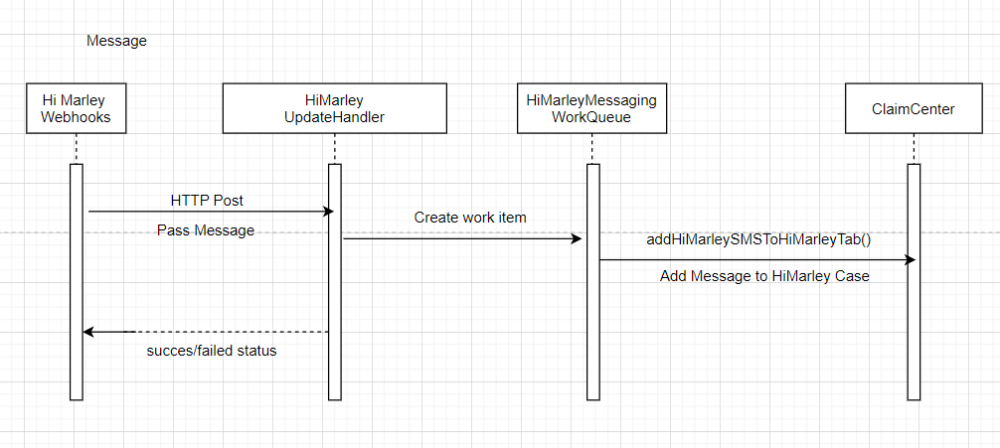 Message
Hi Marley
Webhooks
HiMarley
UpdateHandler
HiMarleyMessaging
WorkQueue
ClaimCenter
HTTP Post
Pass Message
Create work item
addHiMarleySMSToHiMarleyTab()
Add Message to HiMarley Case
succes/failed status